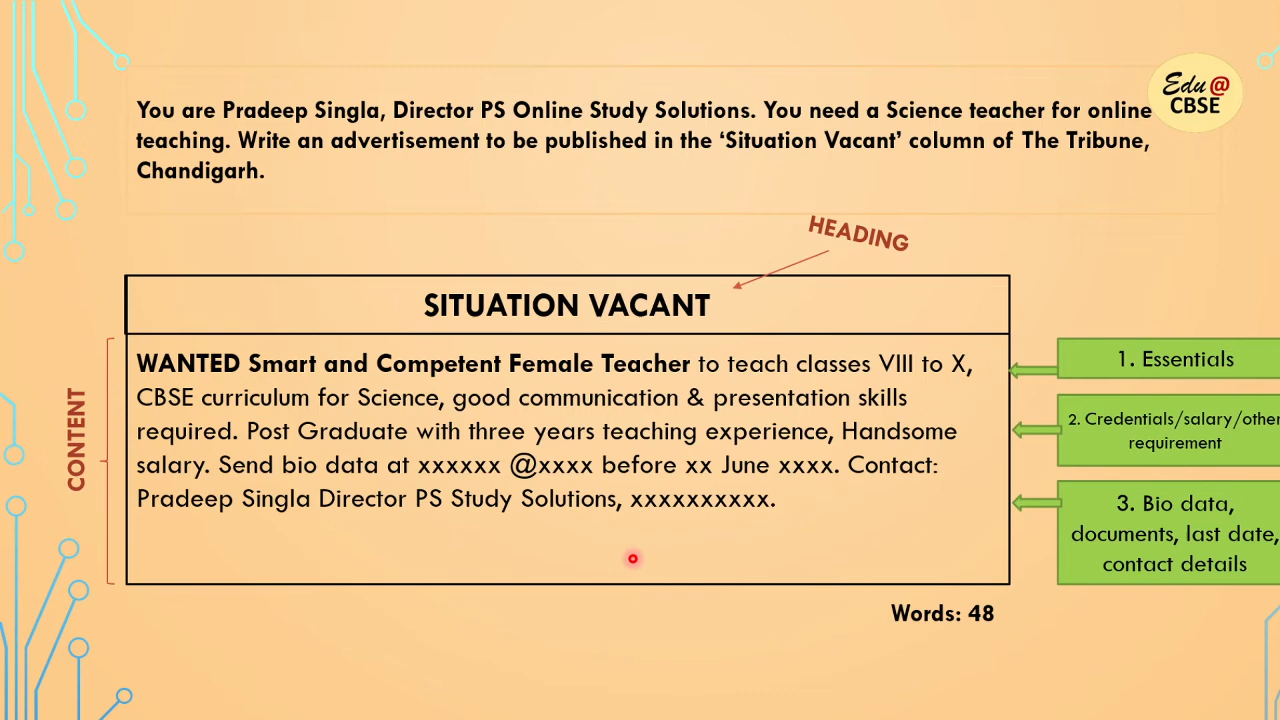 Edu@
CBSE
You are Pradeep Singla, Director PS Online Study Solutions. You need a Science teacher for online
teaching. Write an advertisement to be published in the ‘Situation Vacant’ column of The Tribune,
Chandigarh.
HEADING
SITUATION VACANT
CONTENT
WANTED Smart and Competent Female Teacher to teach classes VIII to X,
CBSE curriculum for Science, good communication & presentation skills
required. Post Graduate with three years teaching experience, Handsome
salary. Send bio data at xxxxxx @xxxx before xx June xxxx. Contact:
Pradeep Singla Director PS Study Solutions, xxxxxxxxxx.
1. Essentials
2. Credentials/salary/other
requirement
3. Bio data,
documents, last date,
contact details
Words: 48